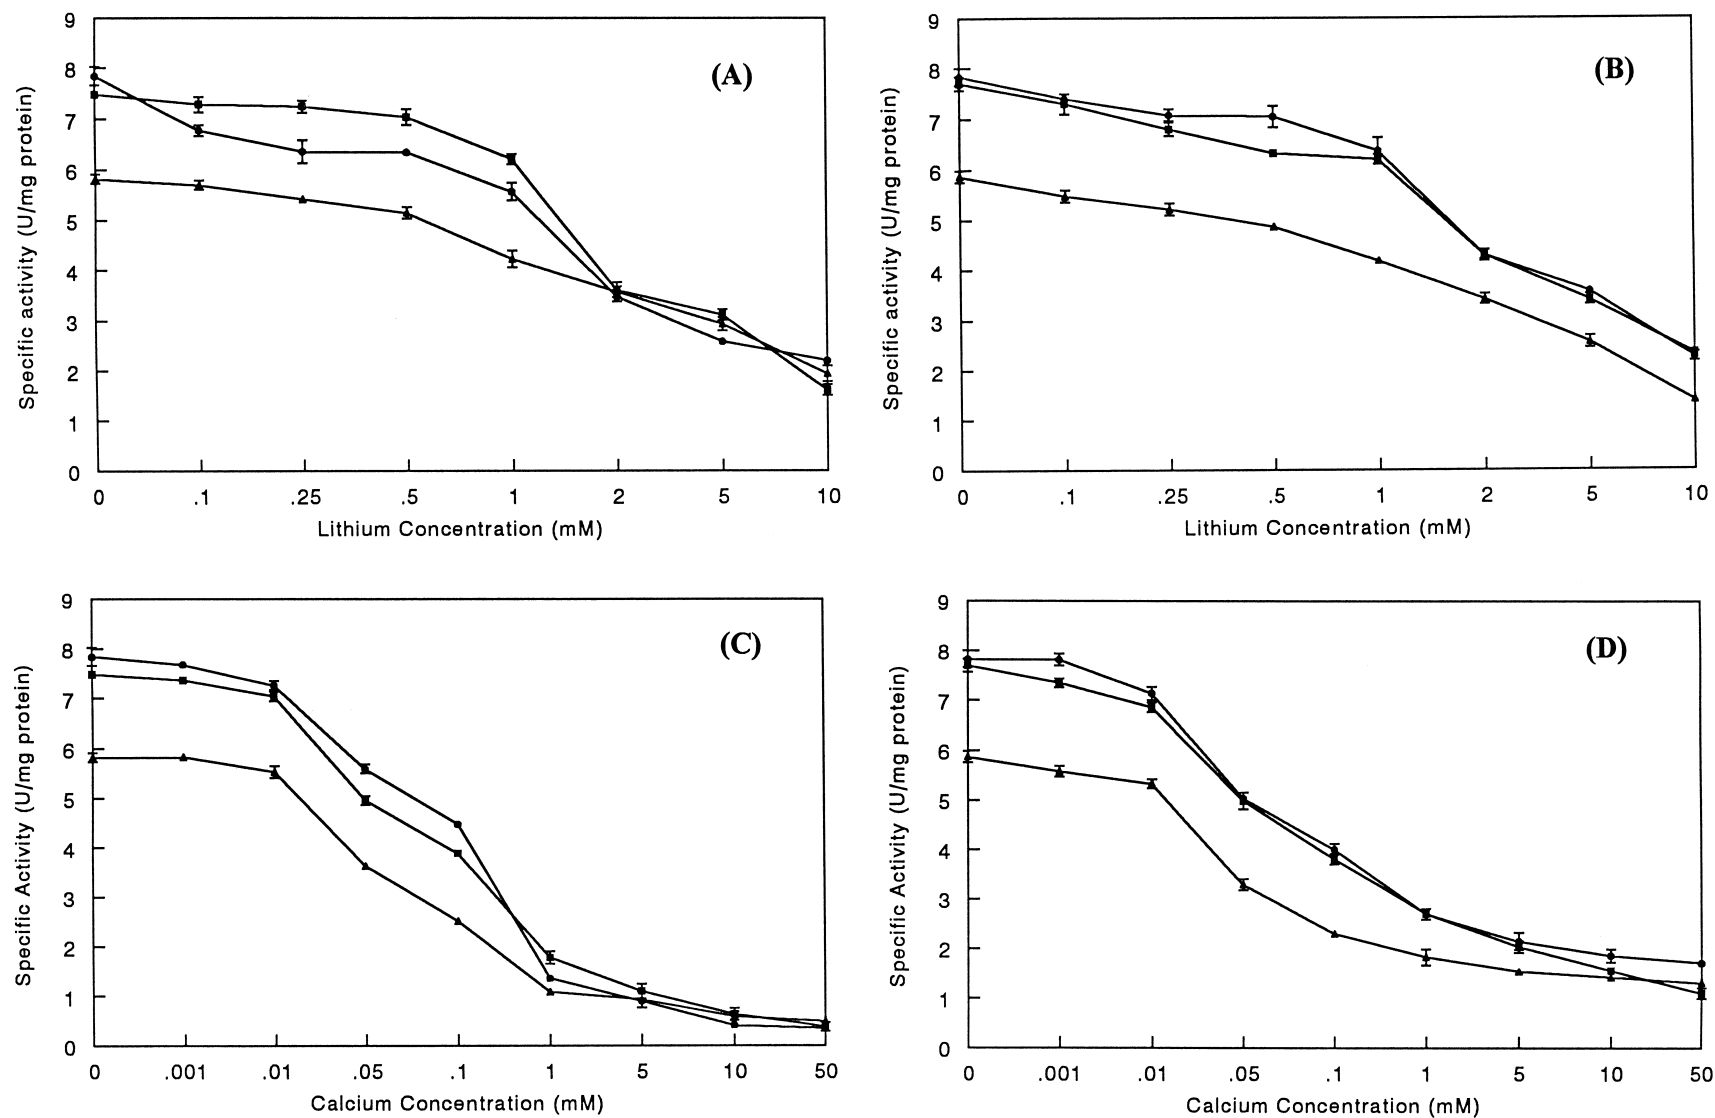 9
8
7
6
5
4
3
2
1
0
Specific activity (U/mg protein)
(A)
0 .1 .25 .5 1 2 5 10
Lithium Concentration (mM)
9
8
7
6
5
4
3
2
1
0
Specific activity (U/mg protein)
(B)
0 .1 .25 .5 1 2 5 10
Lithium Concentration (mM)
9
8
7
6
5
4
3
2
1
0
Specific Activity (U/mg protein)
(C)
0 .001 .01 .05 .1 1 5 10 50
Calcium Concentration (mM)
9
8
7
6
5
4
3
2
1
0
Specific Activity (U/mg protein)
(D)
0 .001 .01 .05 .1 1 5 10 50
Calcium Concentration (mM)